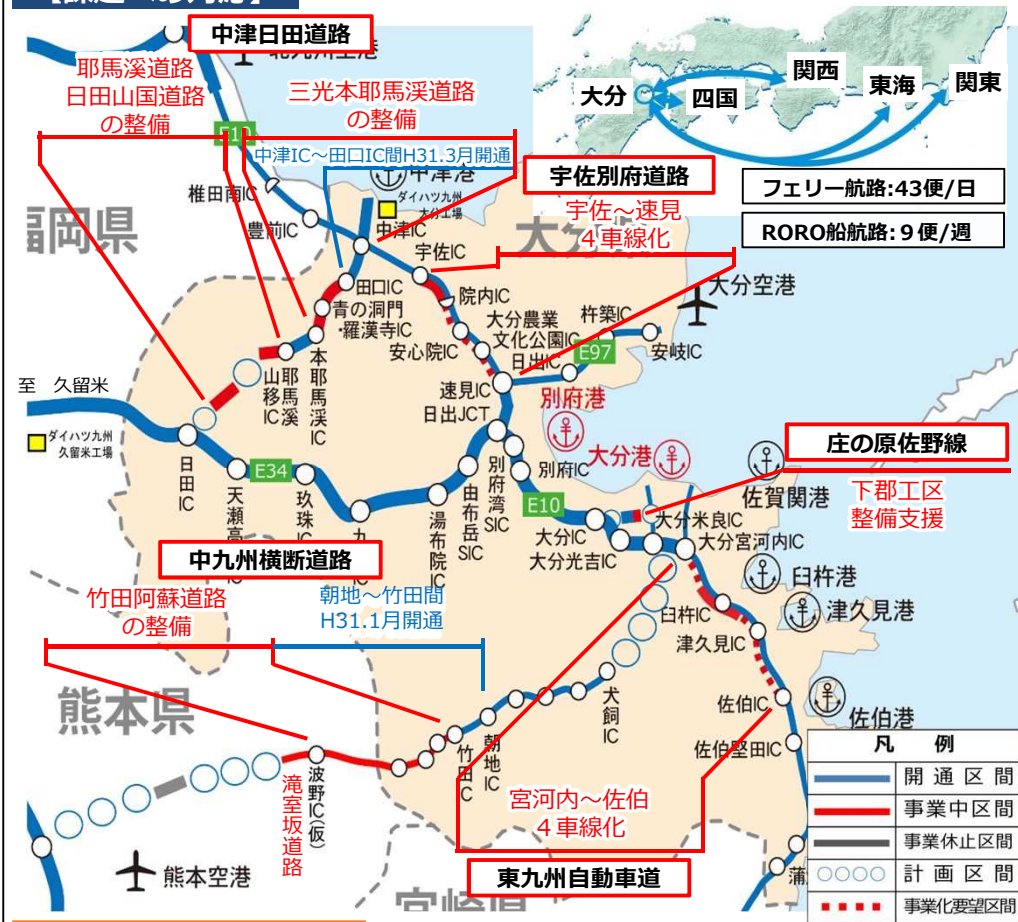 中津日田道路
北九州空港
耶馬溪道路
日田山国道路
の整備
三光本耶馬渓道路
の整備
E10
中津IC～田口IC間H31.3月開通
中津港
ダイハツ九州
大分工場
関西
大分
四国
東海
関東
フェリー航路:43便/日
RORO船航路:９便/週
宇佐別府道路
宇佐～速見
４車線化
福岡県
椎田南IC
豊前IC
中津IC
宇佐IC
田口IC
青の洞門
・羅漢寺IC
院内IC
安心院IC
大分農業
文化公園IC
杵築IC
日出IC
E97
安岐IC
大分空港
本耶馬渓IC
耶馬溪
山移IC
速見IC
日出JCT
別府港
至 久留米
ダイハツ九州
久留米工場
日田IC
天瀬高
E34
玖珠IC
九
湯布院IC
由布岳
SIC
別府湾
SIC
別府IC
E10
大分港
庄の原佐野線
下郡工区
整備支援
佐賀関港
大分米良IC
大分宮河内IC
大分IC
大分光吉IC
臼杵港
津久見港
臼杵IC
津久見IC
中九州横断道路
竹田阿蘇道路
の整備
朝地～竹田間
H31.1月開通
熊本県
犬飼IC
朝地IC
竹田IC
佐伯IC
佐伯港
佐伯堅田IC
波野IC(仮)
滝室坂道路
宮河内～佐伯
４車線化
東九州自動車道
熊本空港
宮崎県
蒲
凡 例
開通区間
事業中区間
事業休止区間
計画区間
事業化要望区間